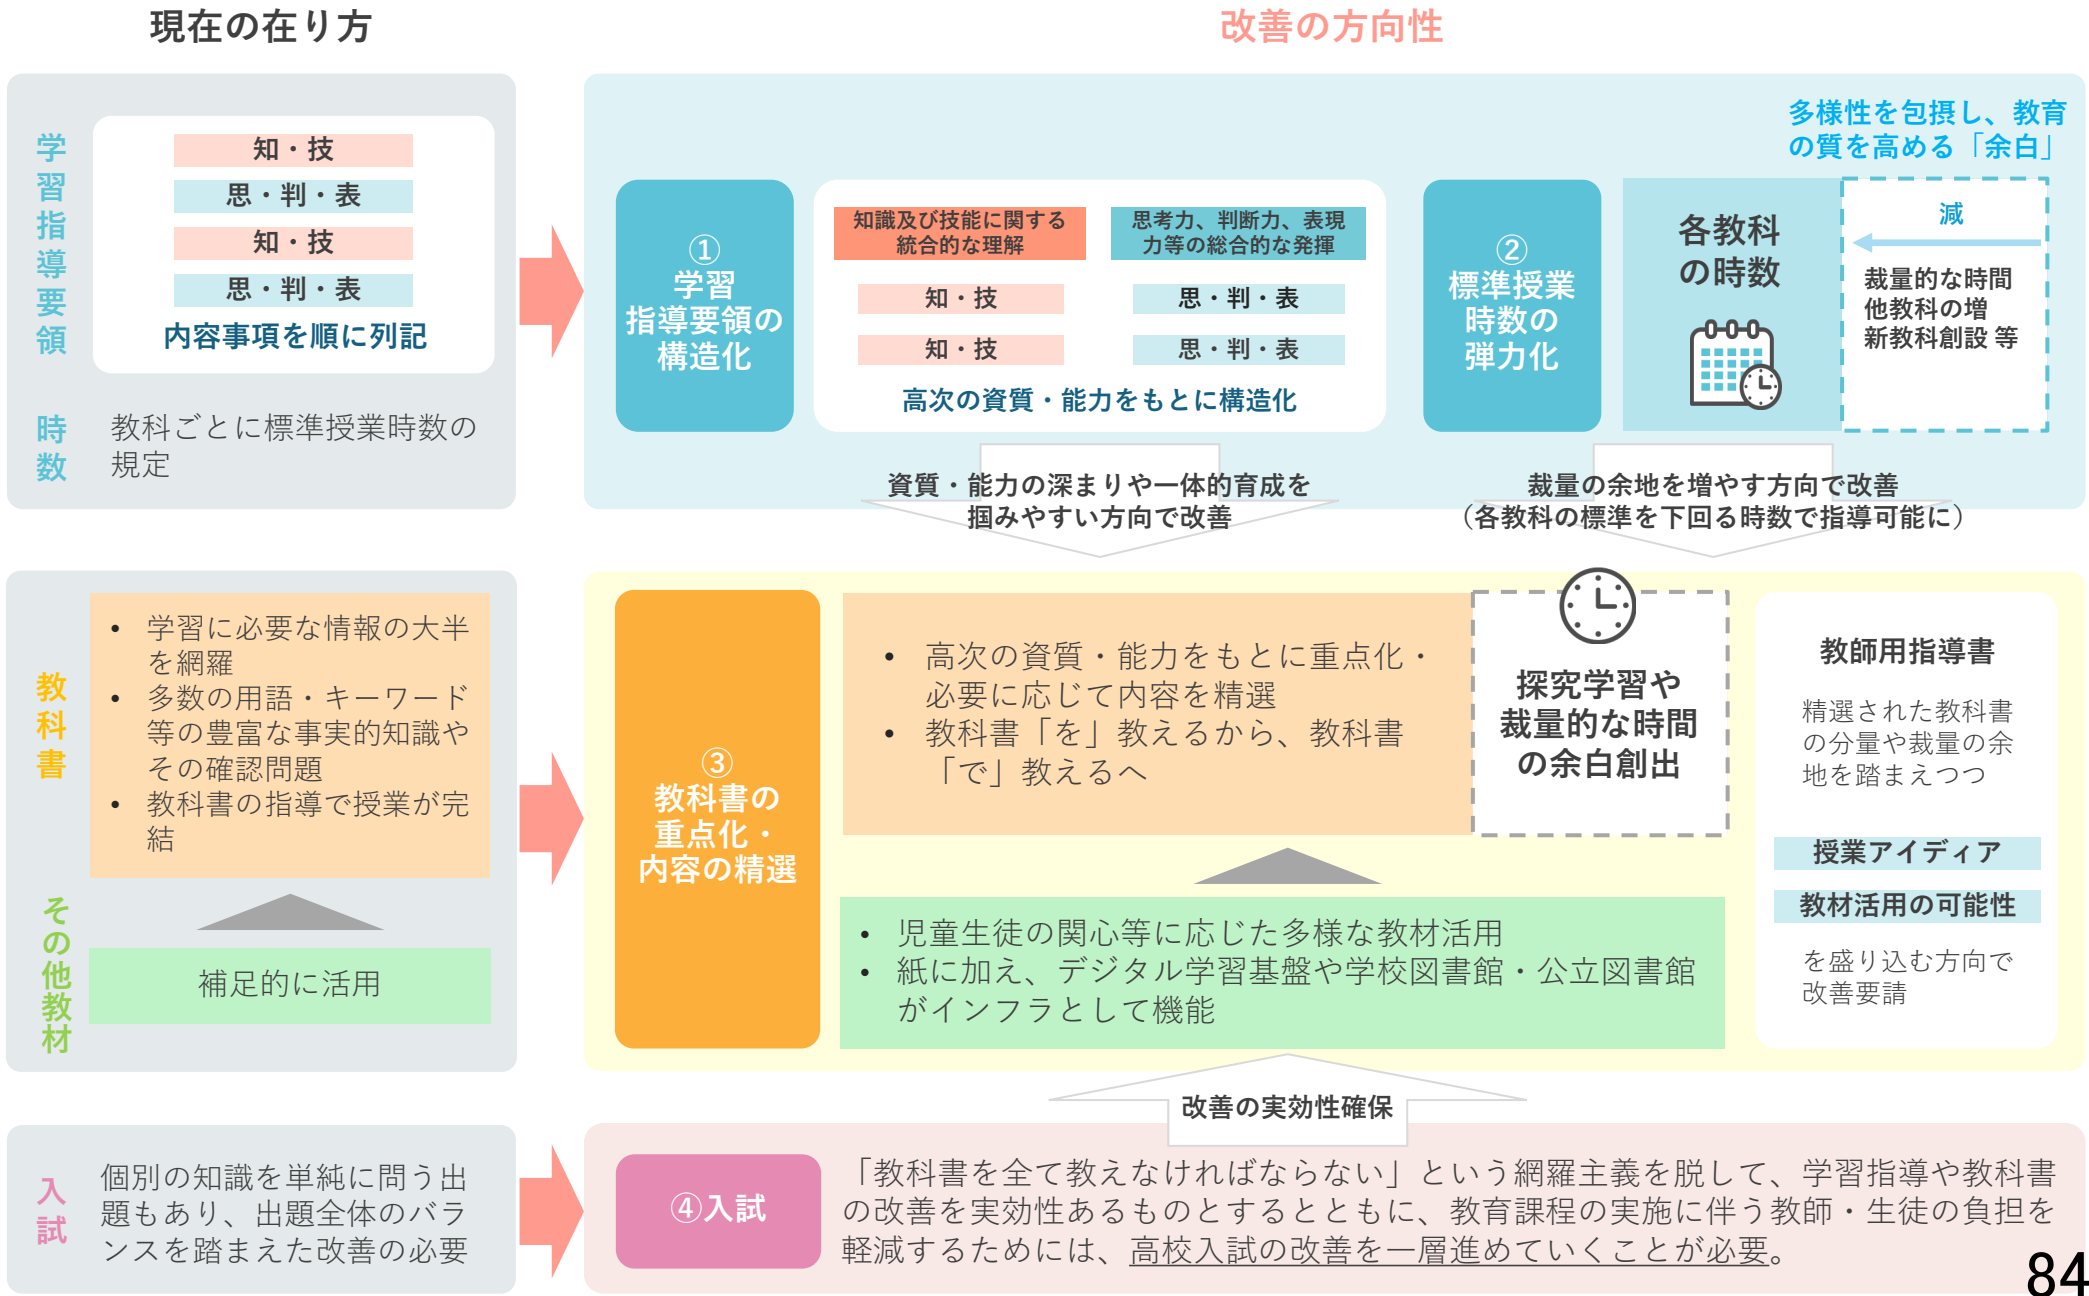 現在の在り方
改善の方向性
学習指導要領
知・技
思・判・表
知・技
思・判・表
内容事項を順に列記
時数
教科ごとに標準授業時数の
規定
①
学習
指導要領の
構造化
知識及び技能に関する
統合的な理解
知・技
知・技
思考力、判断力、表現
力等の総合的な発揮
思・判・表
思・判・表
高次の資質・能力をもとに構造化
②
標準授業
時数の
弾力化
多様性を包摂し、教育
の質を高める「余白」
各教科
の時数
減
裁量的な時間
他教科の増
新教科創設 等
資質・能力の深まりや一体的育成を
掴みやすい方向で改善
裁量の余地を増やす方向で改善
（各教科の標準を下回る時数で指導可能に）
教科書
• 学習に必要な情報の大半
を網羅
• 多数の用語・キーワード
等の豊富な事実的知識や
その確認問題
• 教科書の指導で授業が完
結
その他教材
補足的に活用
③
教科書の
重点化・
内容の精選
• 高次の資質・能力をもとに重点化・
必要に応じて内容を精選
• 教科書「を」教えるから、教科書
「で」教えるへ
探究学習や
裁量的な時間
の余白創出
• 児童生徒の関心等に応じた多様な教材活用
• 紙に加え、デジタル学習基盤や学校図書館・公立図書館
がインフラとして機能
教師用指導書
精選された教科書
の分量や裁量の余
地を踏まえつつ
授業アイディア
教材活用の可能性
を盛り込む方向で
改善要請
改善の実効性確保
入試
個別の知識を単純に問う出
題もあり、出題全体のバラ
ンスを踏まえた改善の必要
④入試
「教科書を全て教えなければならない」という網羅主義を脱して、学習指導や教科書
の改善を実効性あるものとするとともに、教育課程の実施に伴う教師・生徒の負担を
軽減するためには、高校入試の改善を一層進めていくことが必要。
84